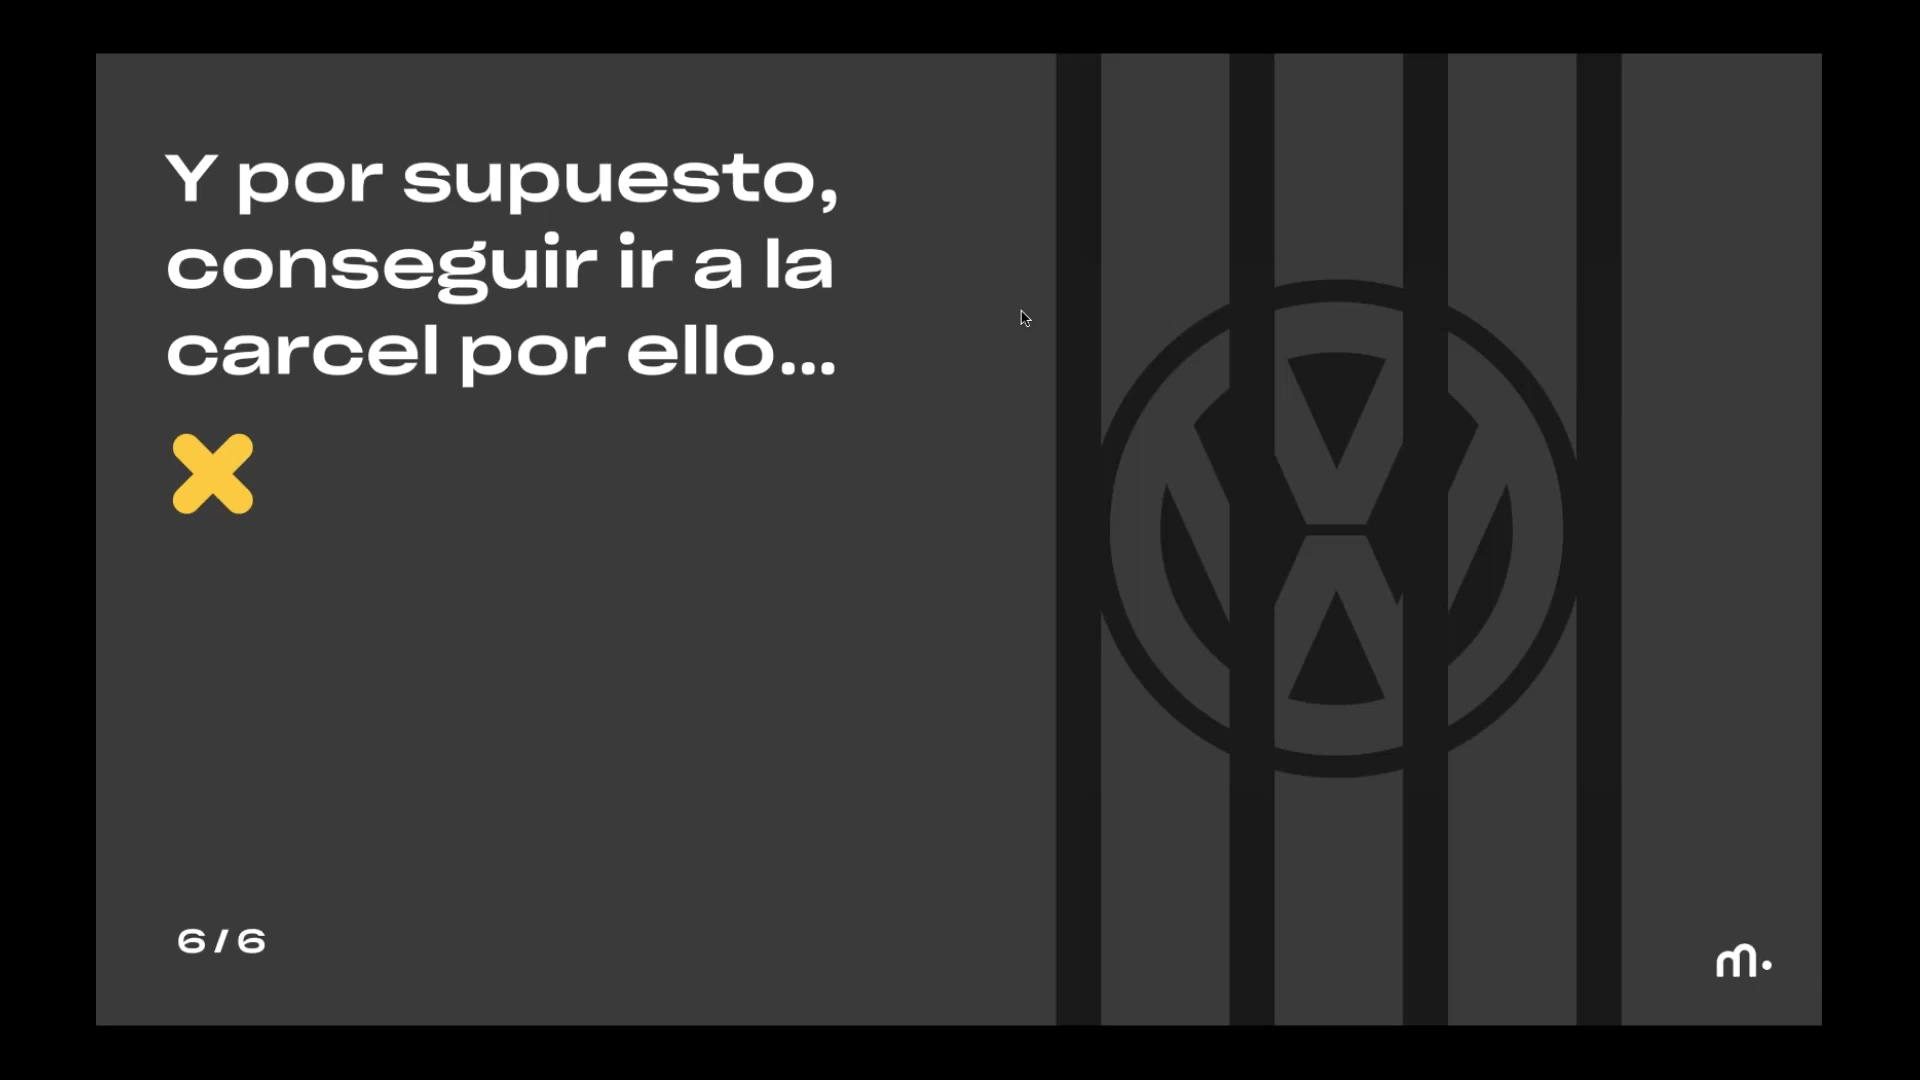 Y por supuesto,
conseguir ir a la
carcel por ello...
6 / 6
m.